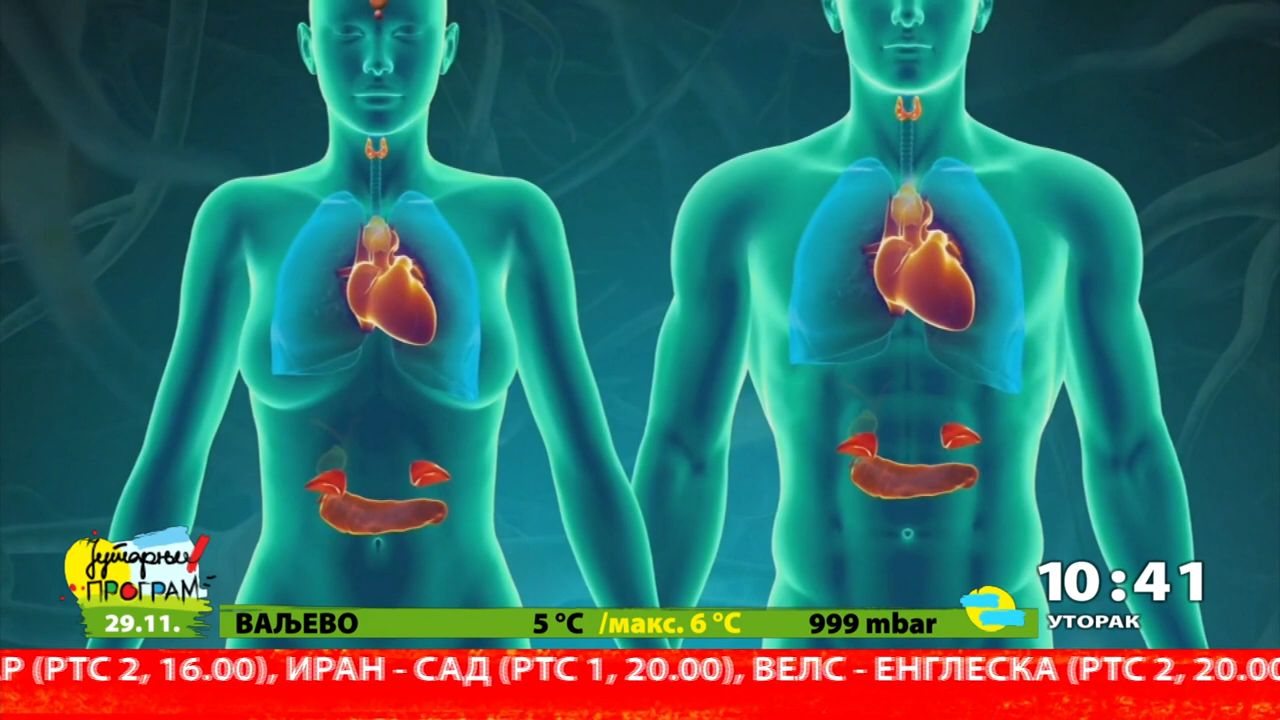 Јутарњи!
ПРОГРАМ
29.11.
ВАЉЕВО 5 °C /макс. 6 °C 999 mbar
10:41
УТОРАК
Р (РТС 2, 16.00), ИРАН - САД (РТС 1, 20.00), ВЕЛС - ЕНГЛЕСКА (РТС 2, 20.00